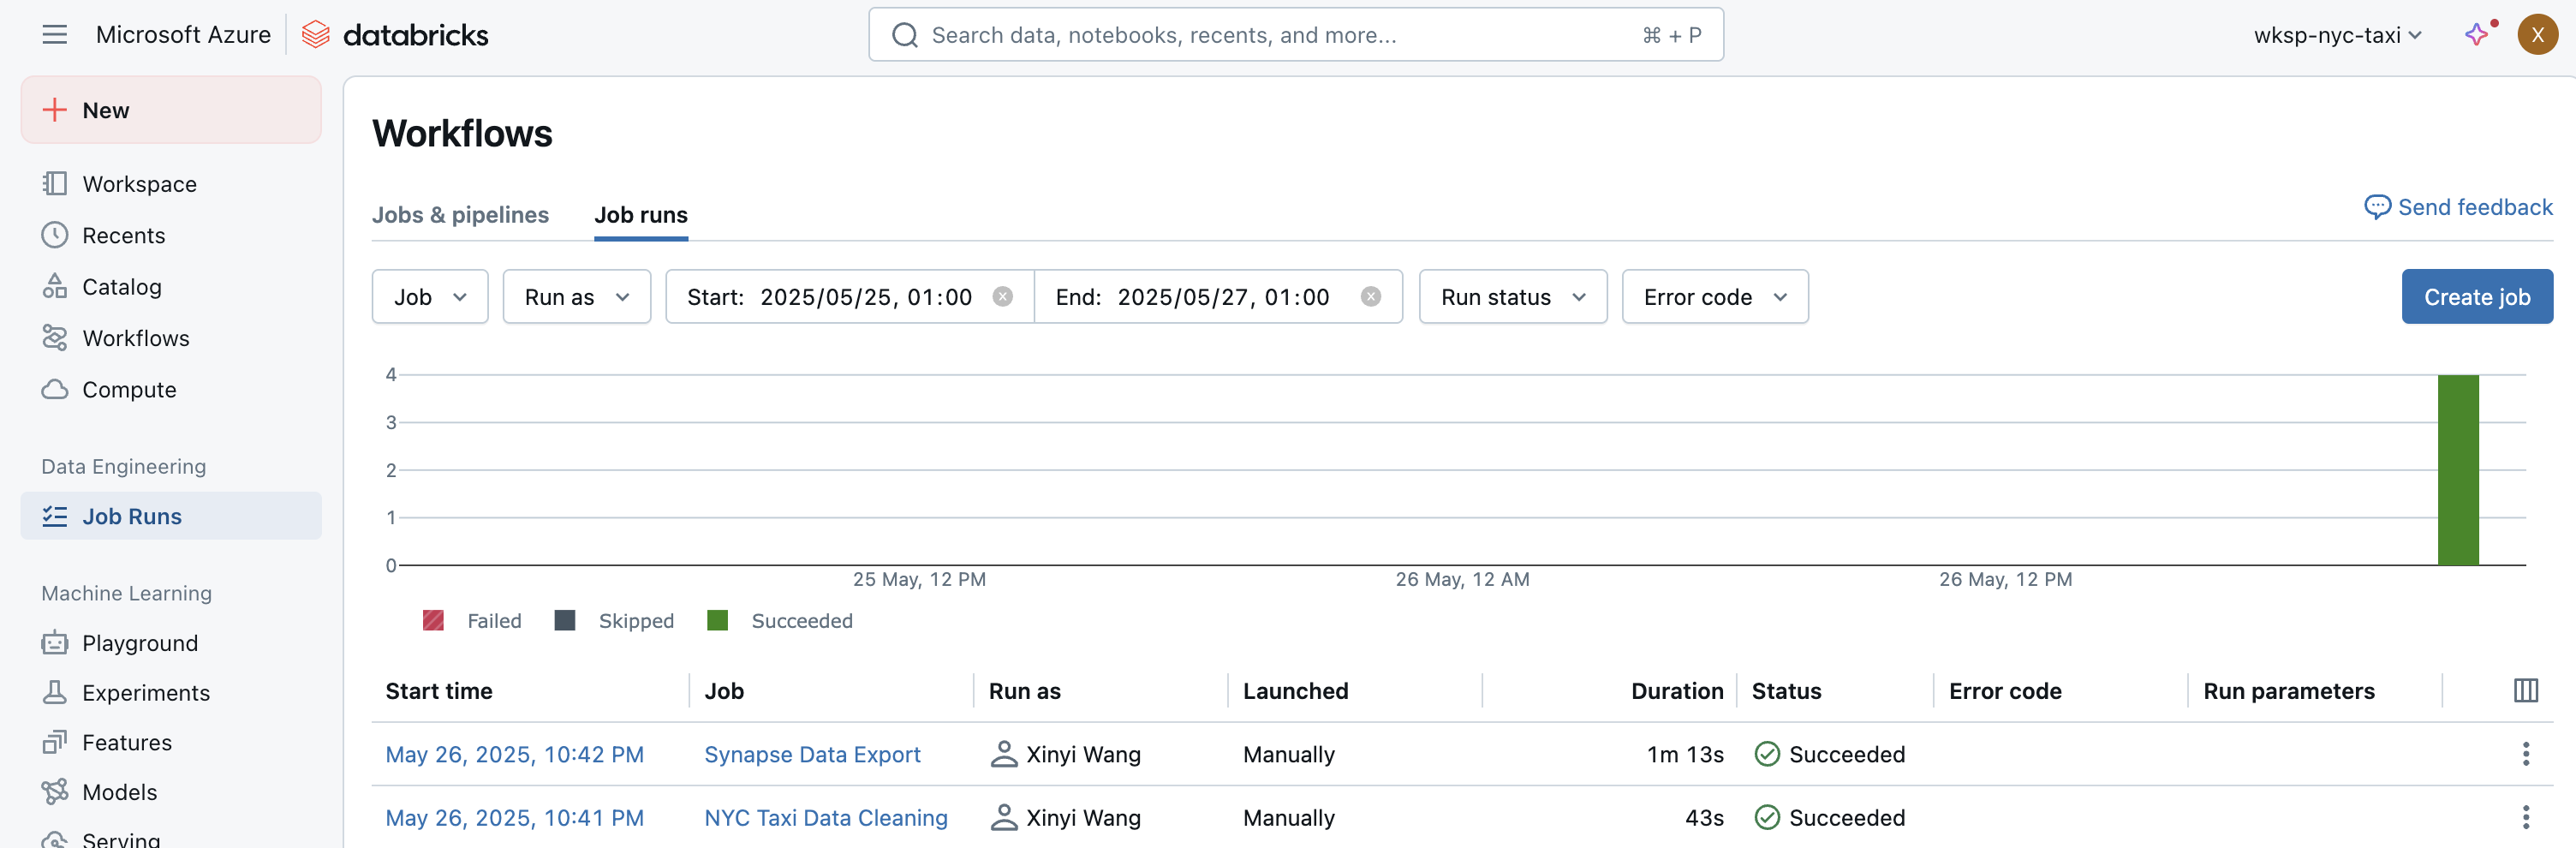 Microsoft Azure databricks Search data, notebooks, recents, and more... ⌘ + P wksp-nyc-taxi X
New
Workspace
Recents
Catalog
Workflows
Compute
Data Engineering
Job Runs
Machine Learning
Playground
Experiments
Features
Models
Serving
Workflows
Jobs & pipelines Job runs Send feedback
Job Run as Start: 2025/05/25, 01:00 End: 2025/05/27, 01:00 Run status Error code Create job
4
3
2
1
0
25 May, 12 PM 26 May, 12 AM 26 May, 12 PM
Failed Skipped Succeeded
Start time Job Run as Launched Duration Status Error code Run parameters
May 26, 2025, 10:42 PM Synapse Data Export Xinyi Wang Manually 1m 13s Succeeded
May 26, 2025, 10:41 PM NYC Taxi Data Cleaning Xinyi Wang Manually 43s Succeeded